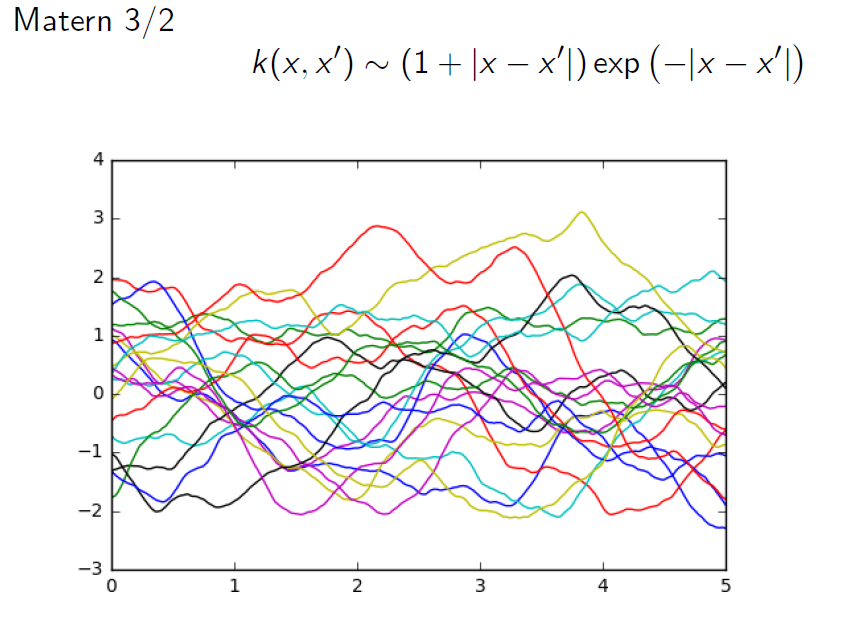 Matern 3/2
k(x, x′) ∼ (1 + |x − x′|) exp (−|x − x′|)
4
3
2
1
0
−1
−2
−3
0 1 2 3 4 5